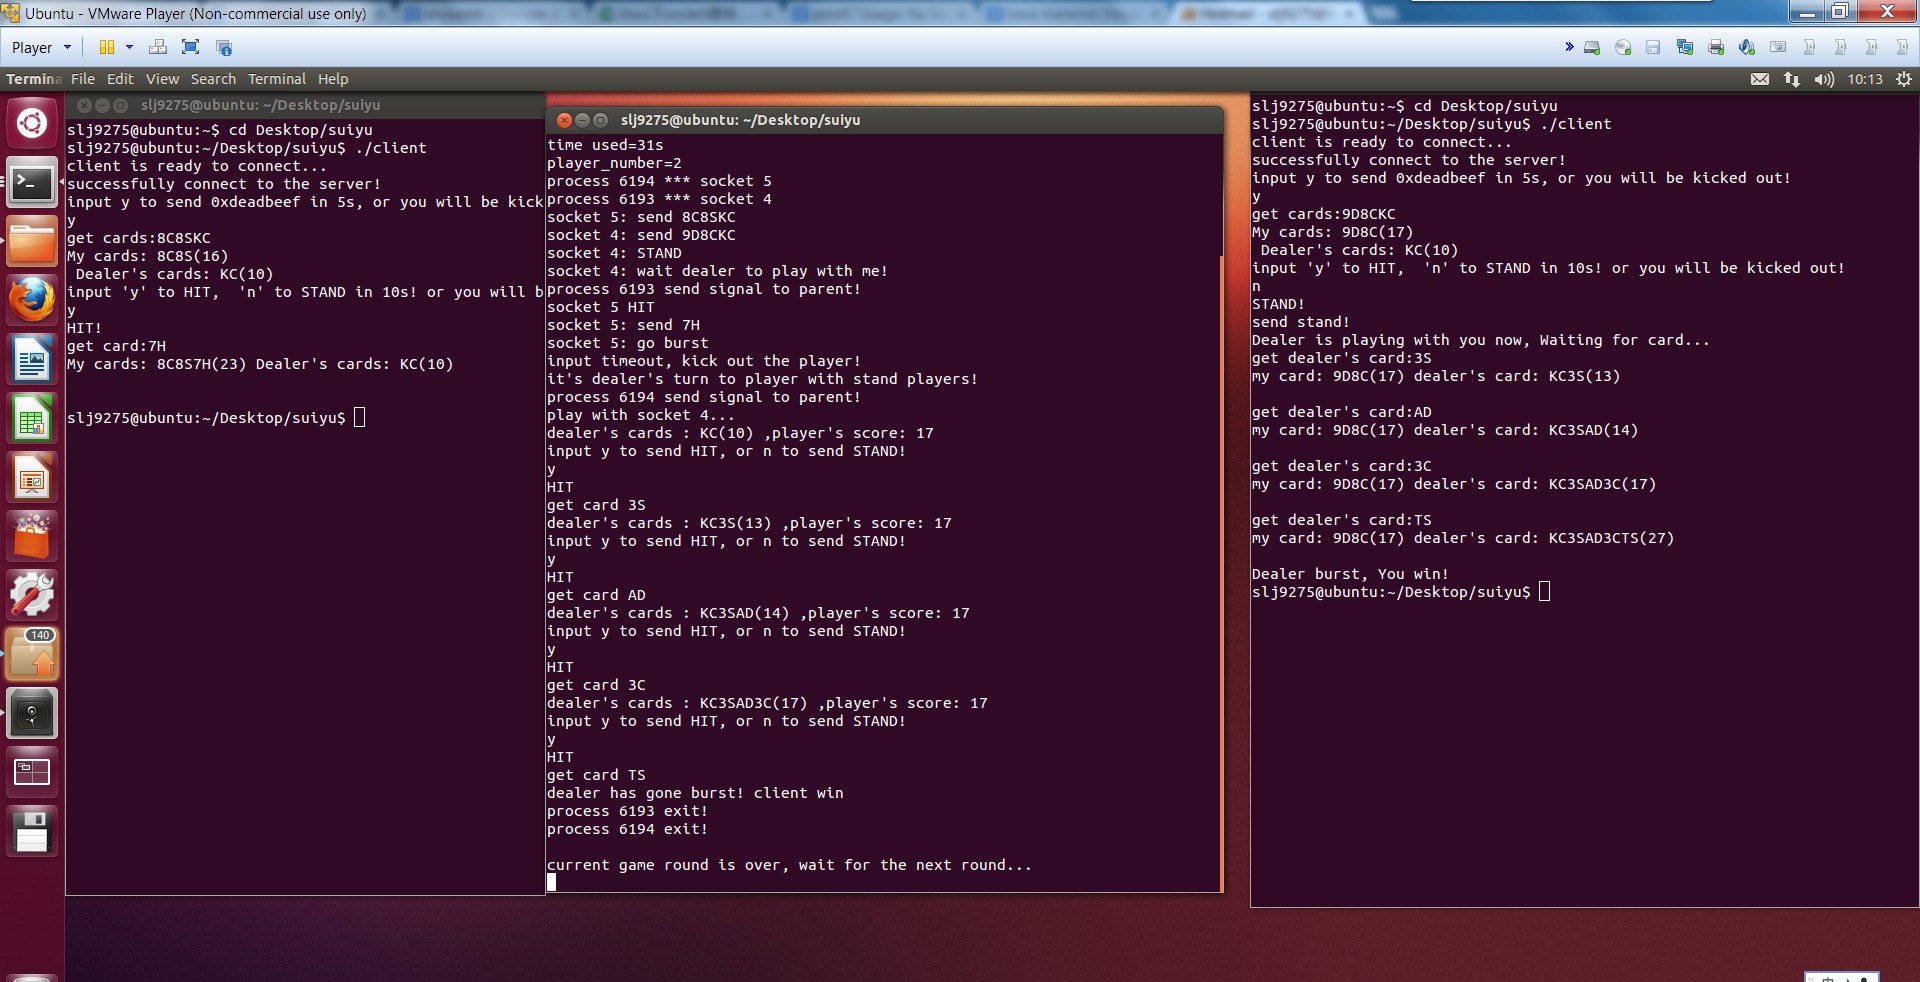 Ubuntu - VMware Player (Non-commercial use only)
Player
Termina File Edit View Search Terminal Help
10:13
slj9275@ubuntu: ~/Desktop/suiyu
slj9275@ubuntu:~$ cd Desktop/suiyu
slj9275@ubuntu:~/Desktop/suiyu$ ./client
client is ready to connect...
successfully connect to the server!
input y to send 0xdeadbeef in 5s, or you will be kick
y
get cards:8C8SKC
My cards: 8C8S(16)
Dealer's cards: KC(10)
input 'y' to HIT,  'n' to STAND in 10s! or you will b
y
HIT!
get card:7H
My cards: 8C8S7H(23) Dealer's cards: KC(10)
slj9275@ubuntu:~/Desktop/suiyu$
140
slj9275@ubuntu: ~/Desktop/suiyu
time used=31s
player_number=2
process 6194 *** socket 5
process 6193 *** socket 4
socket 5: send 8C8SKC
socket 4: send 9D8CKC
socket 4: STAND
socket 4: wait dealer to play with me!
process 6193 send signal to parent!
socket 5 HIT
socket 5: send 7H
socket 5: go burst
input timeout, kick out the player!
it's dealer's turn to player with stand players!
process 6194 send signal to parent!
play with socket 4...
dealer's cards : KC(10) ,player's score: 17
input y to send HIT, or n to send STAND!
y
HIT
get card 3S
dealer's cards : KC3S(13) ,player's score: 17
input y to send HIT, or n to send STAND!
y
HIT
get card AD
dealer's cards : KC3SAD(14) ,player's score: 17
input y to send HIT, or n to send STAND!
y
HIT
get card 3C
dealer's cards : KC3SAD3C(17) ,player's score: 17
input y to send HIT, or n to send STAND!
y
HIT
get card TS
dealer has gone burst! client win
process 6193 exit!
process 6194 exit!
current game round is over, wait for the next round...
slj9275@ubuntu:~$ cd Desktop/suiyu
slj9275@ubuntu:~/Desktop/suiyu$ ./client
client is ready to connect...
successfully connect to the server!
input y to send 0xdeadbeef in 5s, or you will be kicked out!
y
get cards:9D8CKC
My cards: 9D8C(17)
Dealer's cards: KC(10)
input 'y' to HIT,  'n' to STAND in 10s! or you will be kicked out!
n
STAND!
send stand!
Dealer is playing with you now, Waiting for card...
get dealer's card:3S
my card: 9D8C(17) dealer's card: KC3S(13)
get dealer's card:AD
my card: 9D8C(17) dealer's card: KC3SAD(14)
get dealer's card:3C
my card: 9D8C(17) dealer's card: KC3SAD3C(17)
get dealer's card:TS
my card: 9D8C(17) dealer's card: KC3SAD3CTS(27)
Dealer burst, You win!
slj9275@ubuntu:~/Desktop/suiyu$